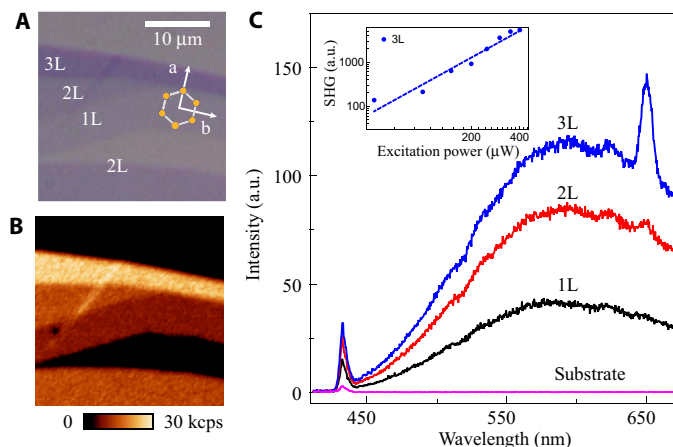 A
10 μm
3L
a
2L
1L
b
2L
B
0
30 kcps
C
Intensity (a.u.)
150
100
50
0
SHG (a.u.)
1000
100
3L
200
400
Excitation power (μW)
3L
2L
1L
Substrate
450
550
650
Wavelength (nm)